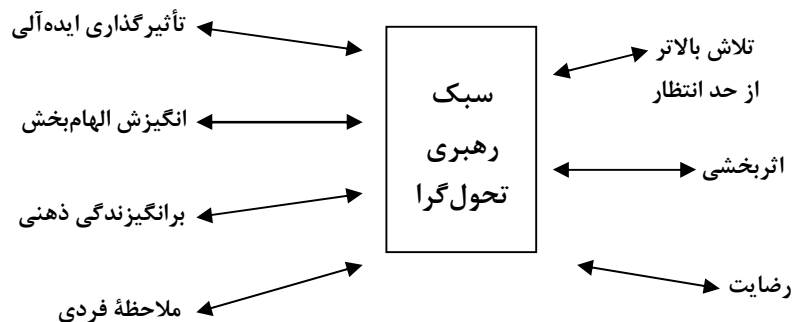 تلاش بالاتر
از حد انتظار
اثربخشی
رضایت
سبک
رهبری
تحول‌گرا
تأثیرگذاری ایده‌آلی
انگیزش الهام‌بخش
برانگیزندگی ذهنی
ملاحظۀ فردی